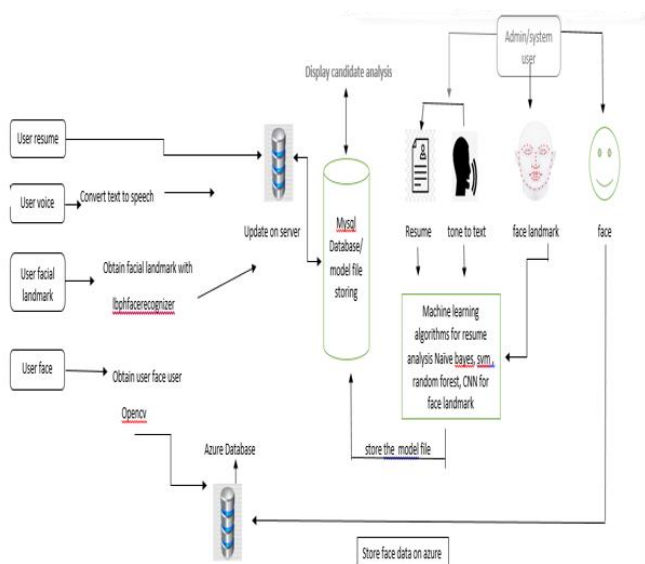 Admin/system
user
Display candidate analysis
User resume
User voice
Convert text to speech
Update on server
Mysql
Database/
model file
storing
Resume
tone to text
face landmark
face
User facial
landmark
Obtain facial landmark with
lbphfacerecognizer
Machine learning
algorithms for resume
analysis Naïve bayes, svm ,
random forest, CNN for
face landmark
User face
Obtain user face user
Opencv
store the model file
Azure Database
Store face data on azure